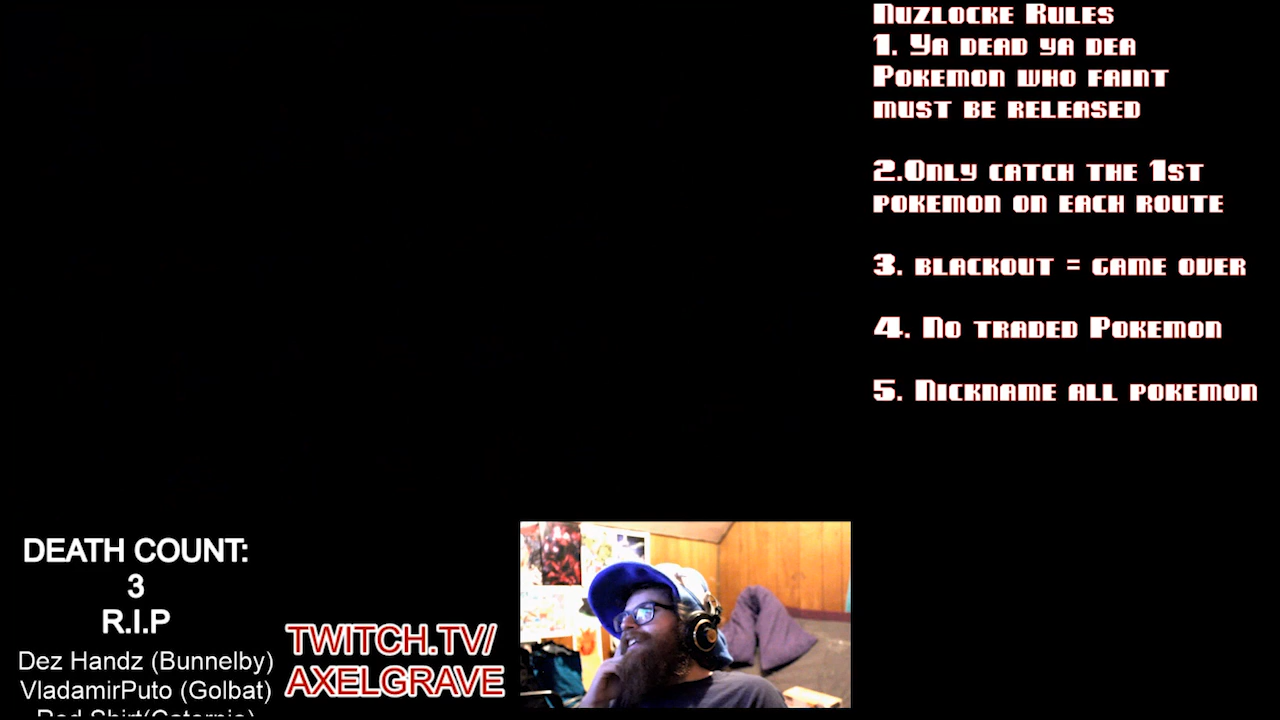 Nuzlocke Rules
1. Ya dead ya dea
Pokemon who faint
must be released
2.Only catch the 1st
pokemon on each route
3. blackout = game over
4. No traded Pokemon
5. Nickname all pokemon
DEATH COUNT:
3
R.I.P
Dez Handz (Bunnelby)
VladamirPuto (Golbat)
TWITCH.TV/
AXELGRAVE